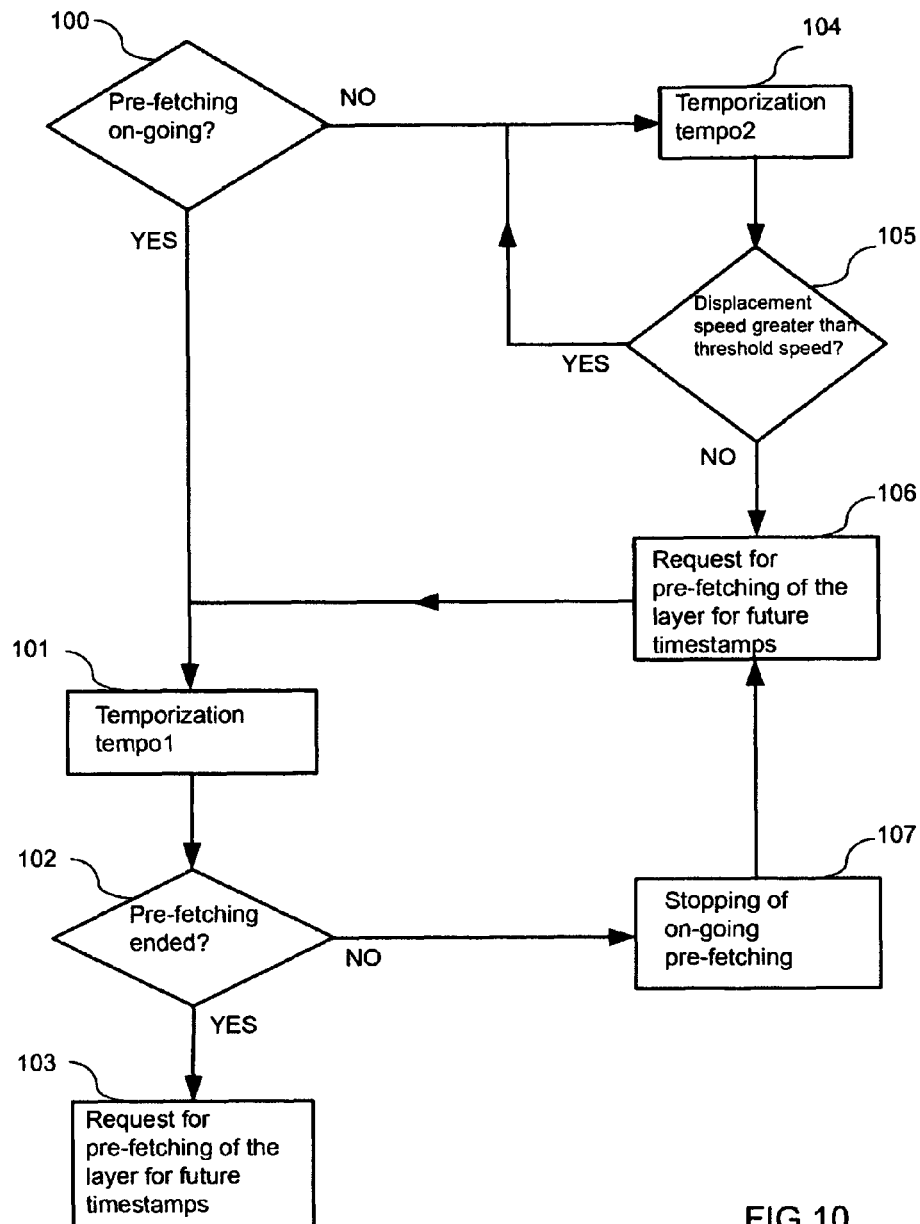 100
Pre-fetching
on-going?
NO
YES
104
Temporization
tempo2
105
Displacement
speed greater than
threshold speed?
YES
NO
106
Request for
pre-fetching of the
layer for future
timestamps
101
Temporization
tempo1
102
Pre-fetching
ended?
NO
YES
107
Stopping of
on-going
pre-fetching
103
Request for
pre-fetching of the
layer for future
timestamps
FIG.10